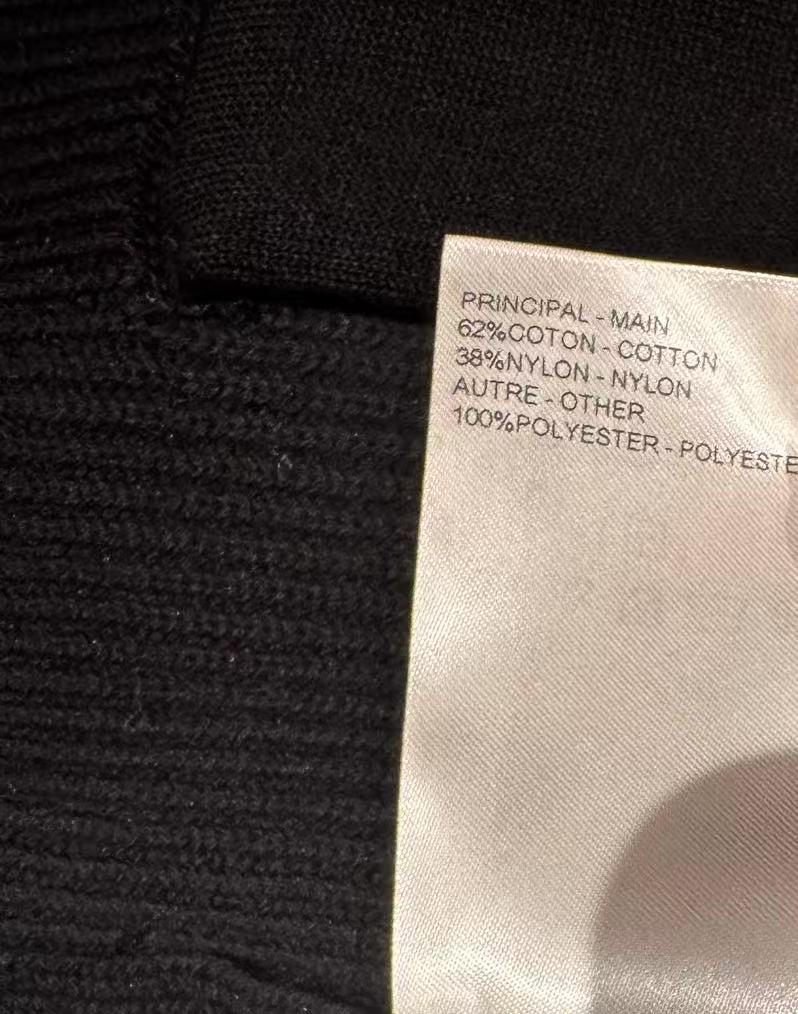 PRINCIPAL - MAIN
62%COTON - COTTON
38%NYLON - NYLON
AUTRE - OTHER
100%POLYESTER - POLYESTE